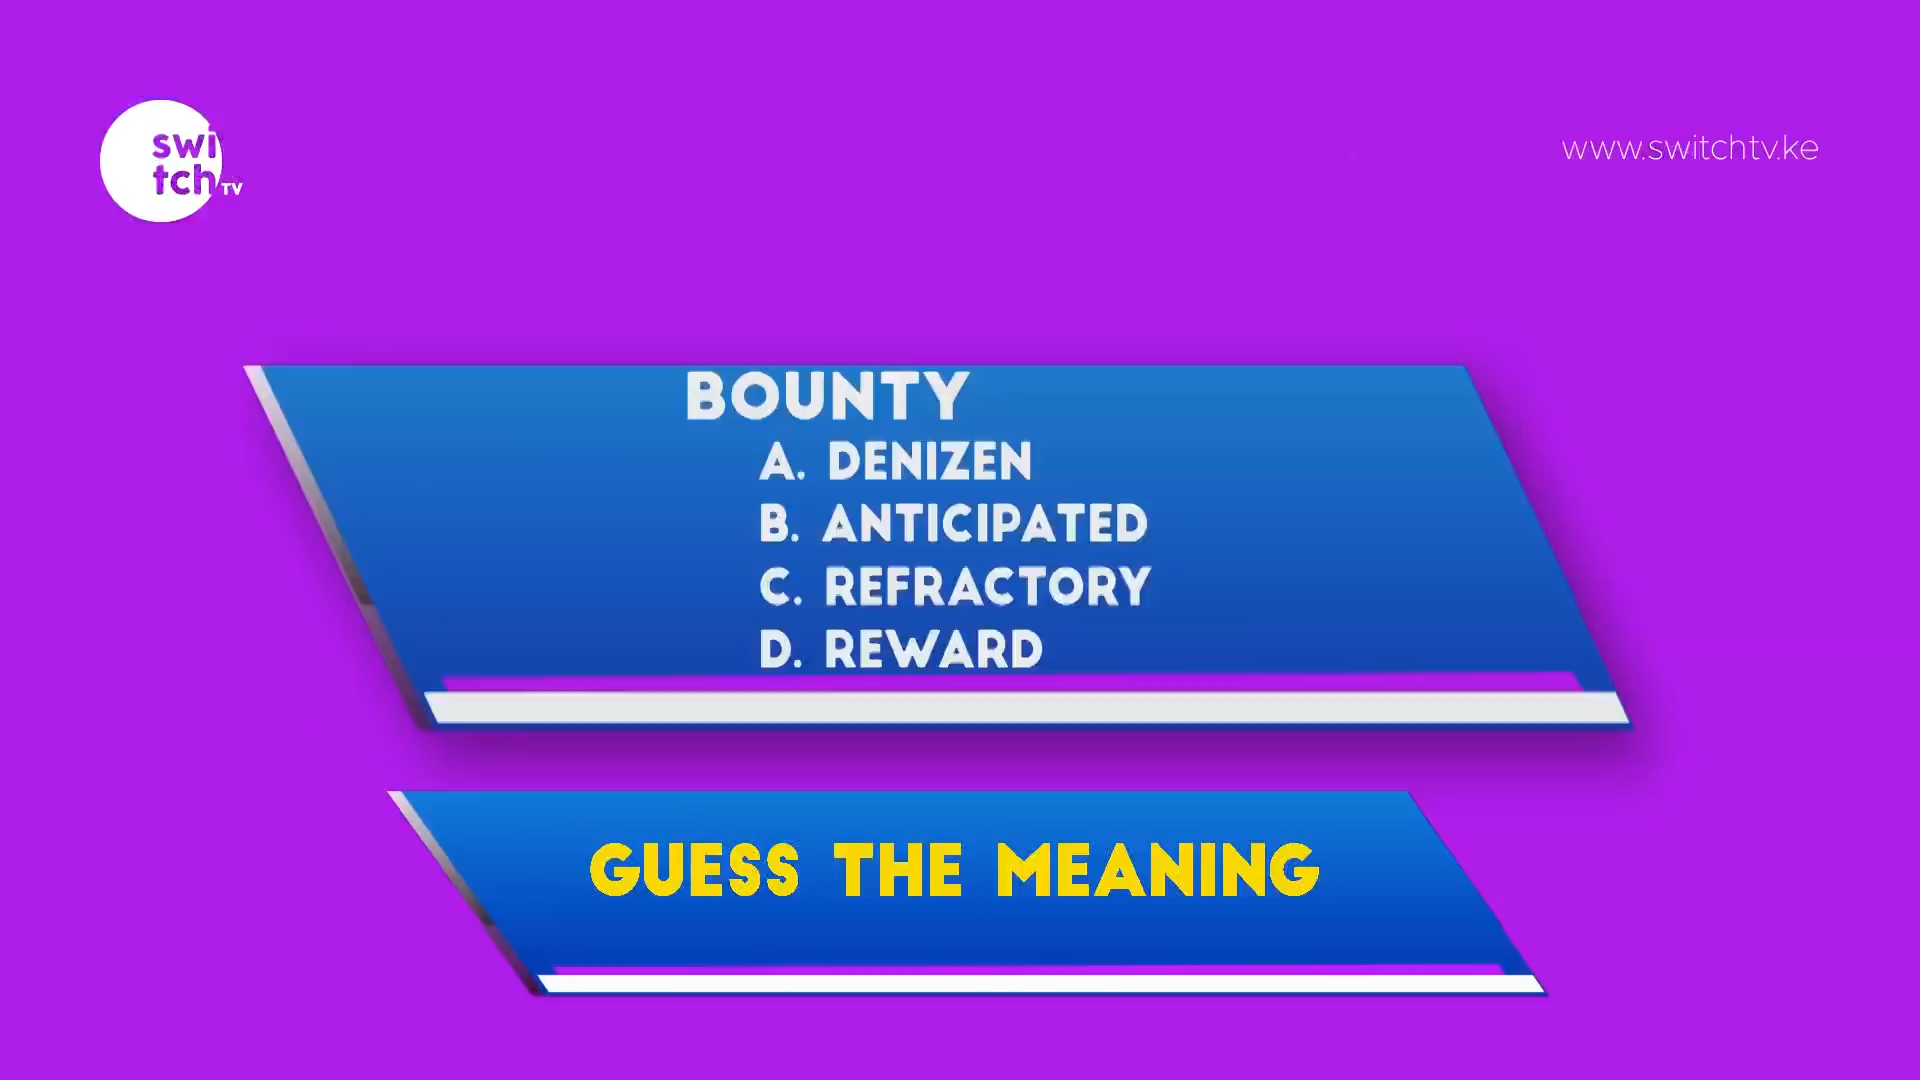 swi
tch TV
www.switchtv.ke
BOUNTY
A. DENIZEN
B. ANTICIPATED
C. REFRACTORY
D. REWARD
GUESS THE MEANING